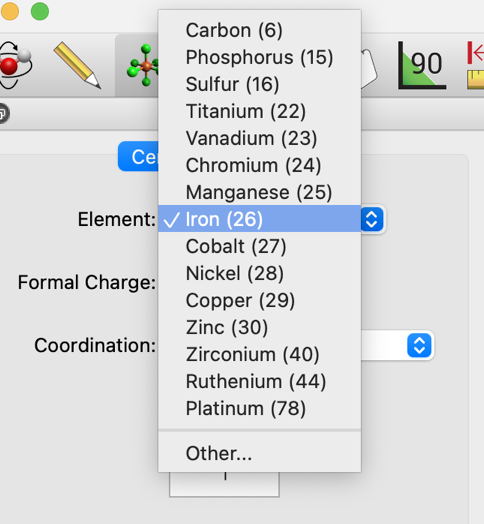 Carbon (6)
Phosphorus (15)
Sulfur (16)
90
Titanium (22)
Vanadium (23)
Chromium (24)
Manganese (25)
Element: ✓ Iron (26)
Cobalt (27)
Nickel (28)
Formal Charge:
Copper (29)
Zinc (30)
Coordination:
Zirconium (40)
Ruthenium (44)
Platinum (78)
Other...